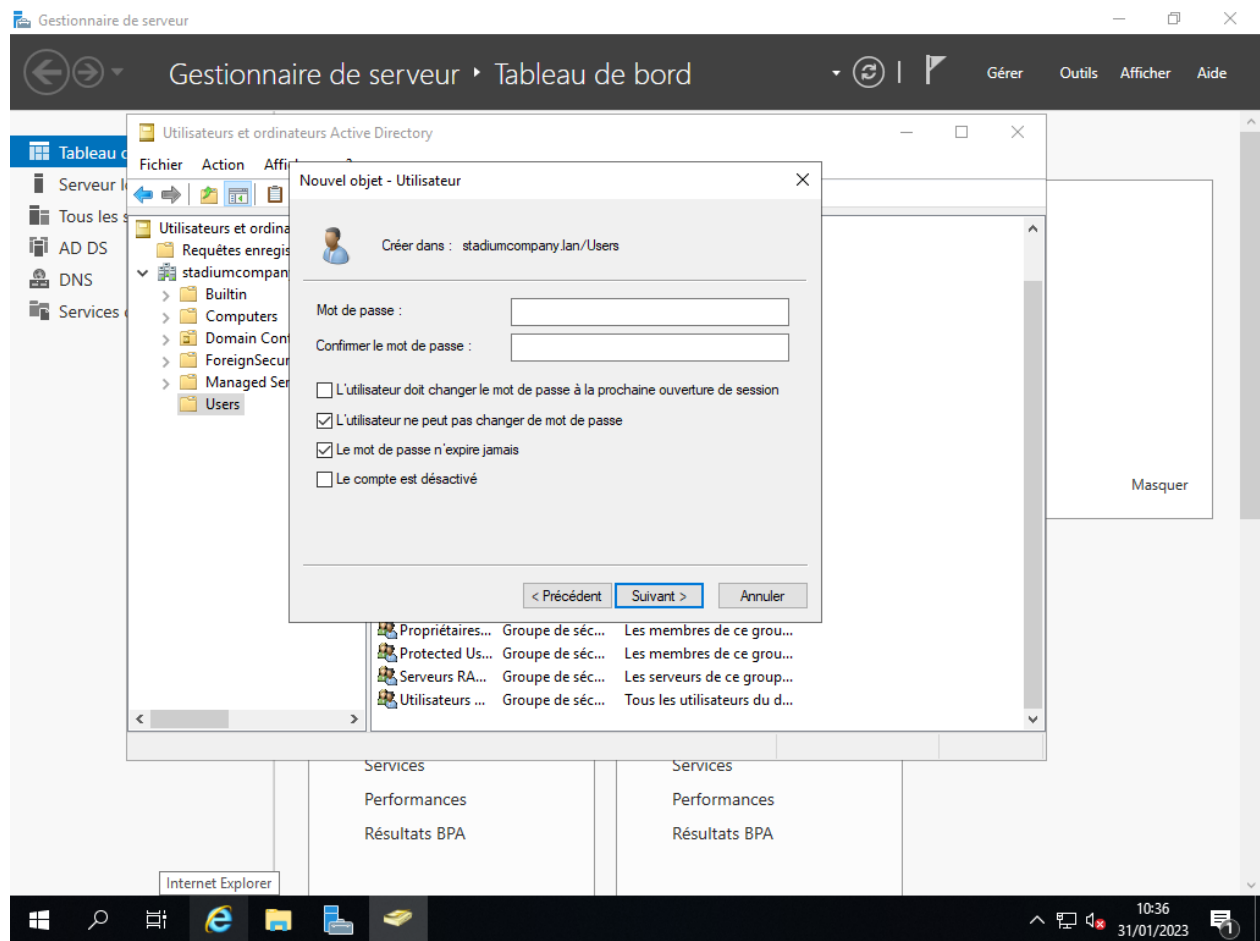 Gestionnaire de serveur
Gestionnaire de serveur Tableau de bord
Gérer Outils Afficher Aide
Tableau d
Serveur l
Tous les s
AD DS
DNS
Services
Utilisateurs et ordinateurs Active Directory
Fichier Action Affi
Utilisateurs et ordina
Requêtes enregis
stadiumcompan
Builtin
Computers
Domain Con
ForeignSecur
Managed Ser
Users
Nouvel objet - Utilisateur
Créer dans : stadiumcompany.lan/Users
Mot de passe :
Confirmer le mot de passe :
L'utilisateur doit changer le mot de passe à la prochaine ouverture de session
L'utilisateur ne peut pas changer de mot de passe
Le mot de passe n'expire jamais
Le compte est désactivé
< Précédent Suivant > Annuler
Masquer
Propriétaires... Groupe de séc... Les membres de ce grou...
Protected Us... Groupe de séc... Les membres de ce grou...
Serveurs RA... Groupe de séc... Les serveurs de ce group...
Utilisateurs ... Groupe de séc... Tous les utilisateurs du d...
Services Services
Performances Performances
Résultats BPA Résultats BPA
Internet Explorer
10:36
31/01/2023
1